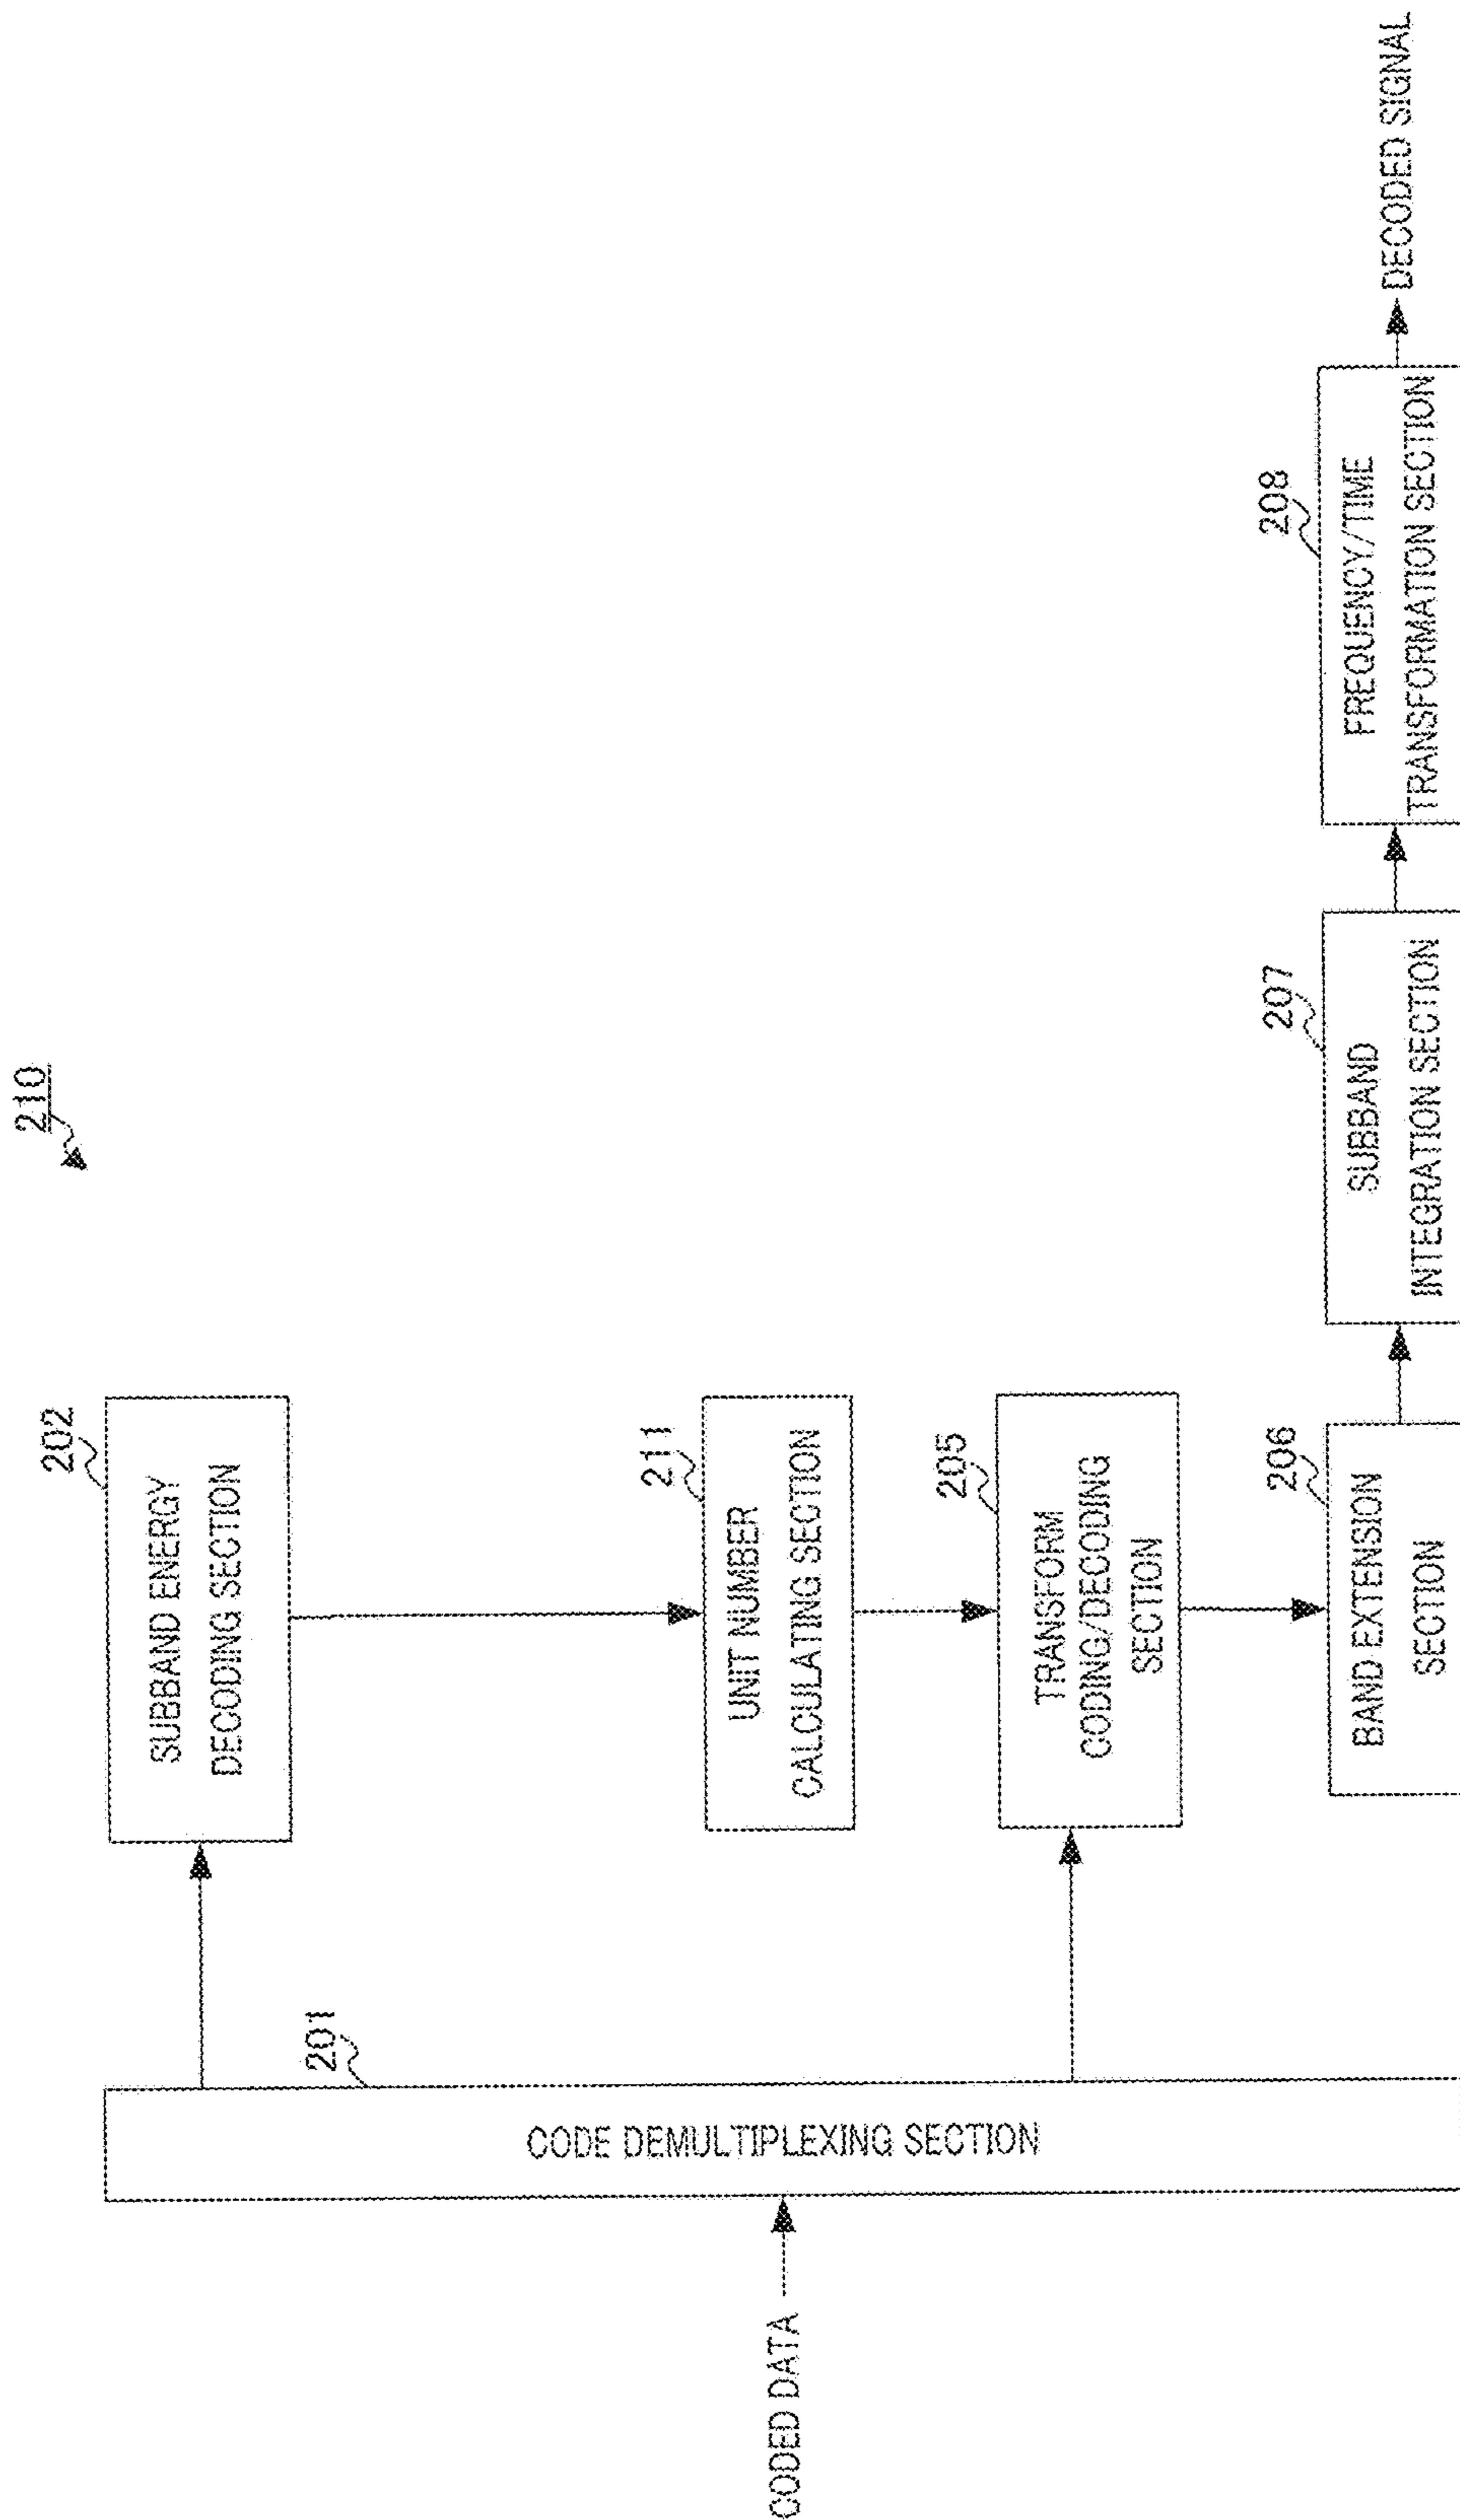 210
202
SUBBAND ENERGY
DECODING SECTION
211
UNIT NUMBER
CALCULATING SECTION
201
CODE DEMULTIPLEXING SECTION
CODED DATA
205
TRANSFORM
CODING/DECODING
SECTION
206
BAND EXTENSION
SECTION
207
SUBBAND
INTEGRATION SECTION
208
FREQUENCY/TIME
TRANSFORMATION SECTION
DECODED SIGNAL